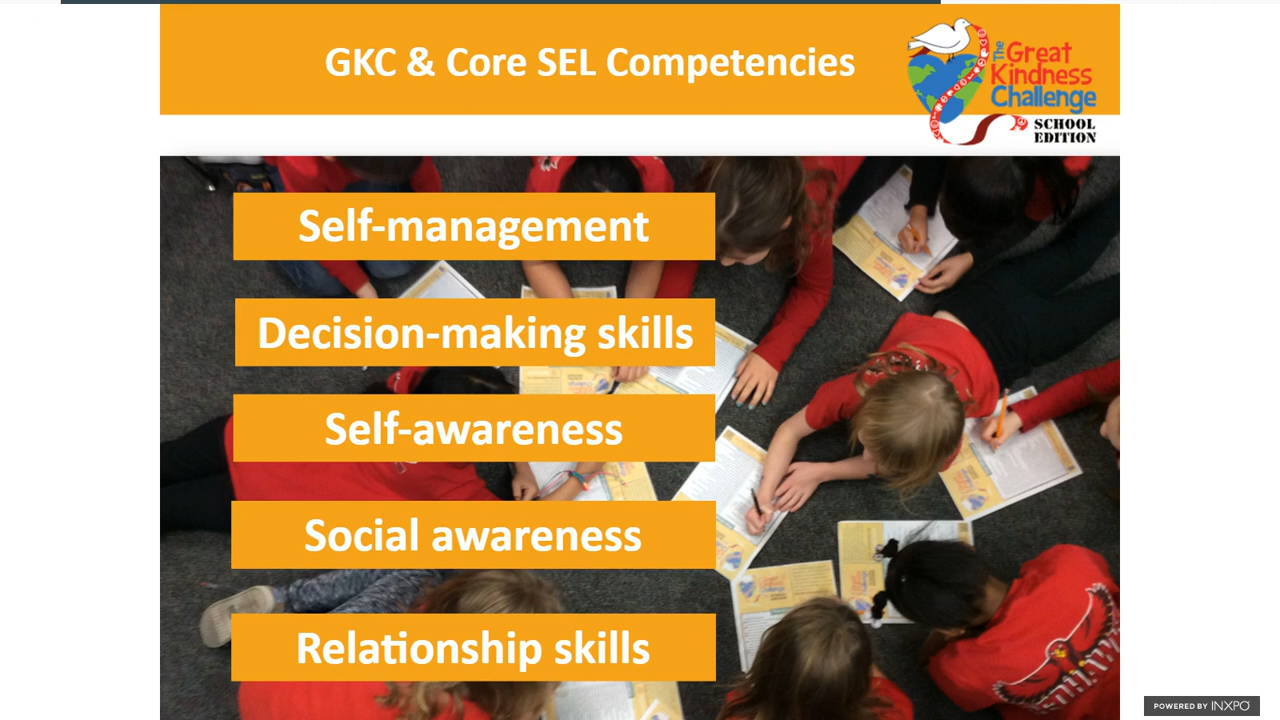 GKC & Core SEL Competencies
The
Great
Kindness
Challenge
SCHOOL
EDITION
Self-management
Decision-making skills
Self-awareness
Social awareness
Relationship skills
POWERED BY INXPO